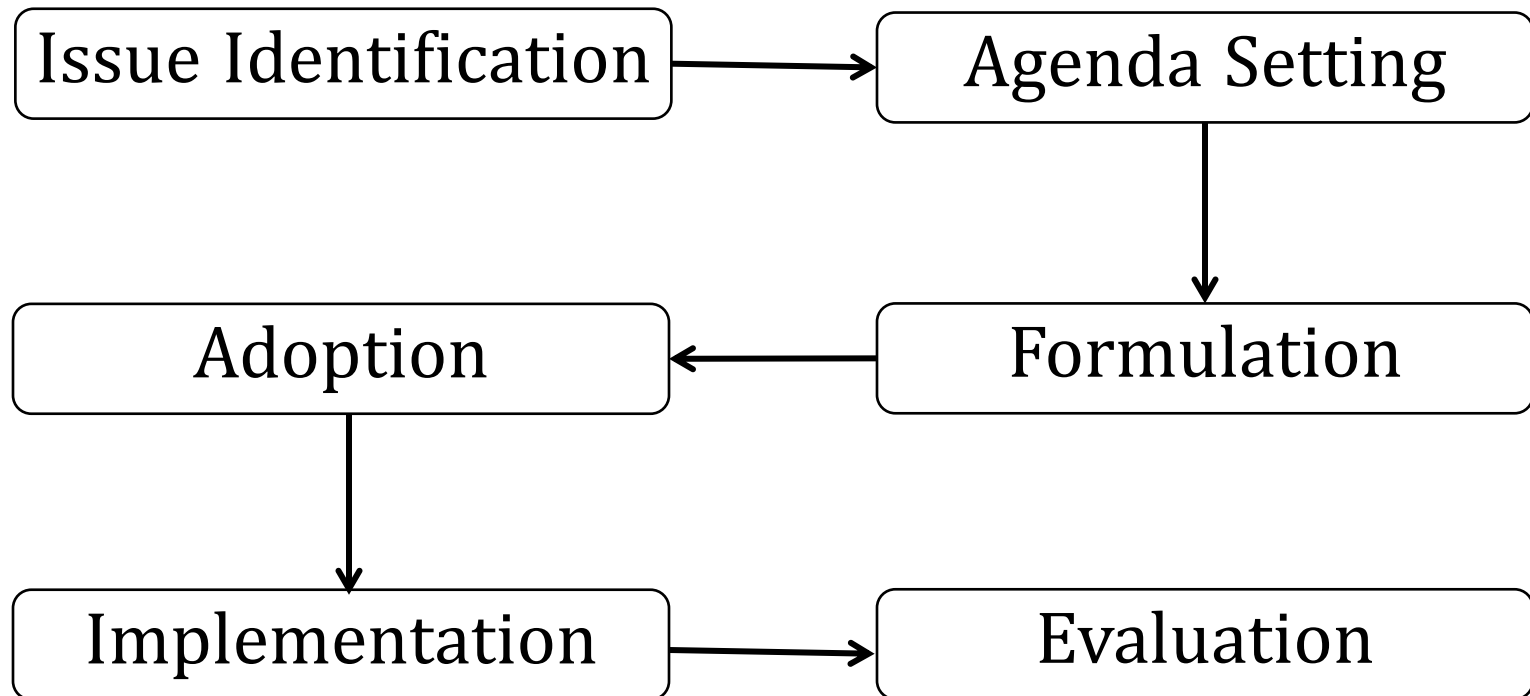 Issue Identification
Agenda Setting
Adoption
Formulation
Implementation
Evaluation